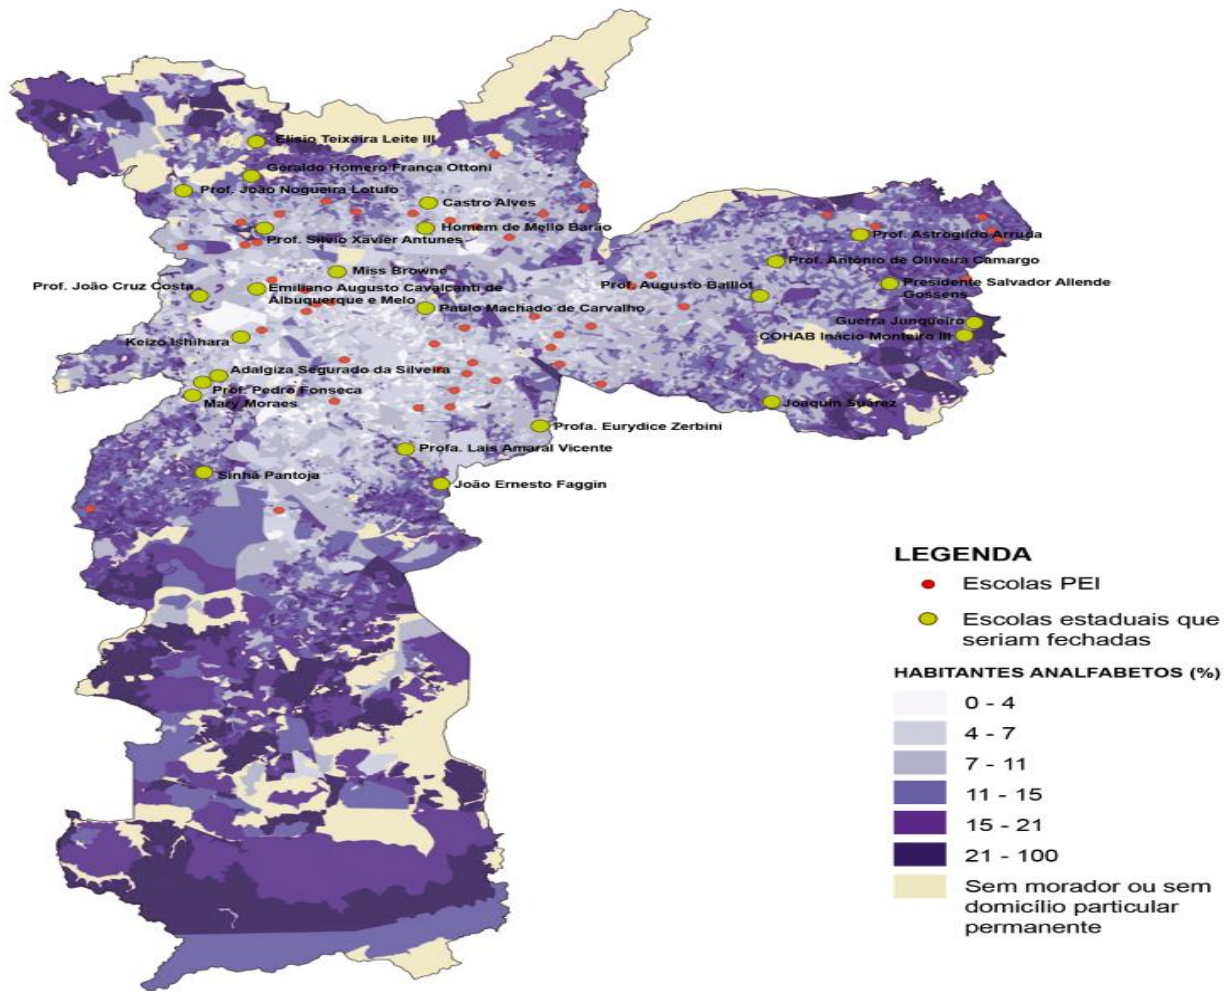 Elisio Teixeira Leite III
Geraldo Homero França Ottoni
Prof. João Nogueira Lotufo
Castro Alves
Homem de Mello Barão
Prof. Silvio Xavier Antunes
Prof. Astrogildo Arruda
Prof. Antônio de Oliveira Camargo
Miss Browne
Prof. João Cruz Costa
Emiliano Augusto Cavalcanti de
Albuquerque e Melo
Prof. Augusto Baillot
Presidente Salvador Allende
Gossens
Paulo Machado de Carvalho
Guerra Junqueiro
COHAB Inácio Monteiro III
Keizo Ishihara
Adalgiza Segurado da Silveira
Prof. Pedro Fonseca
Mary Moraes
Joaquin Suárez
Profa. Eurydice Zerbini
Profa. Lais Amaral Vicente
Sinhá Pantoja
João Ernesto Faggin
LEGENDA
Escolas PEI
Escolas estaduais que
seriam fechadas
HABITANTES ANALFABETOS (%)
0 - 4
4 - 7
7 - 11
11 - 15
15 - 21
21 - 100
Sem morador ou sem
domicílio particular
permanente